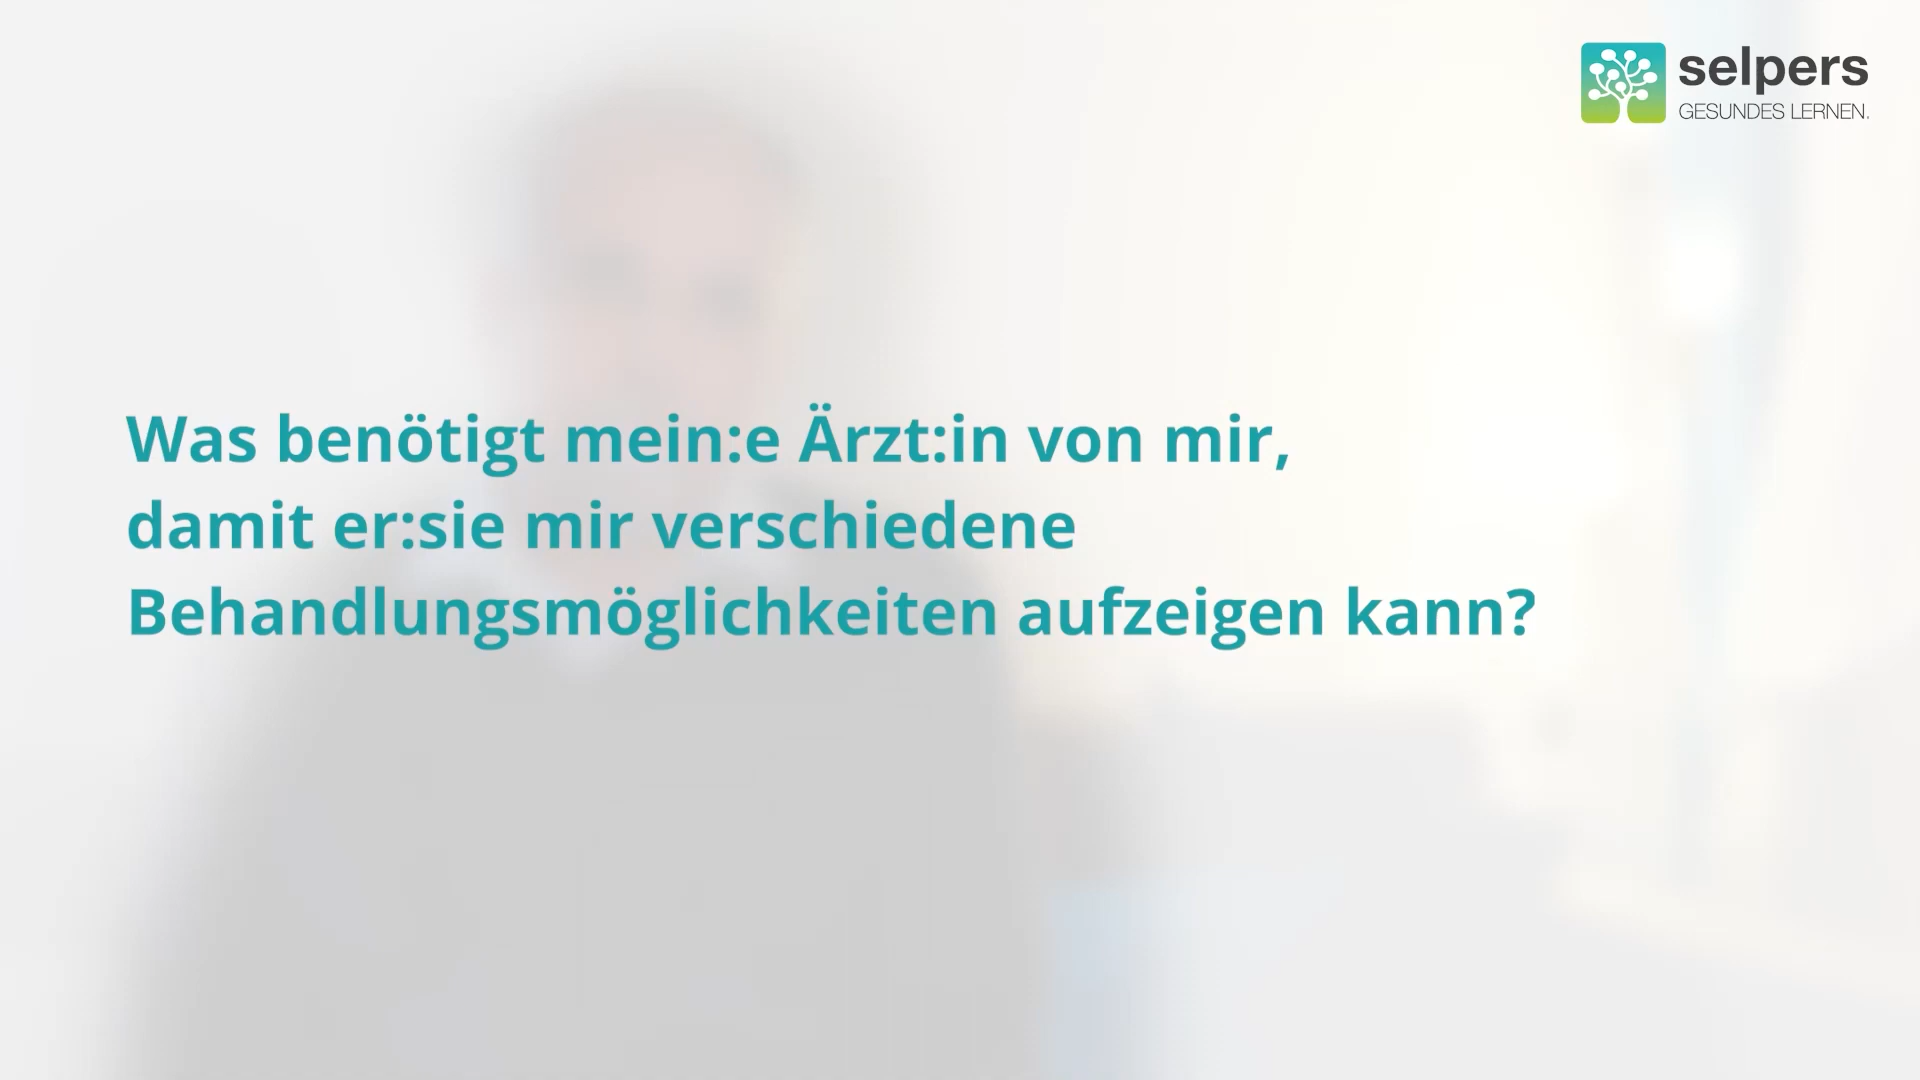 selpers
GESUNDES LERNEN.
Was benötigt mein:e Ärzt:in von mir,
damit er:sie mir verschiedene
Behandlungsmöglichkeiten aufzeigen kann?